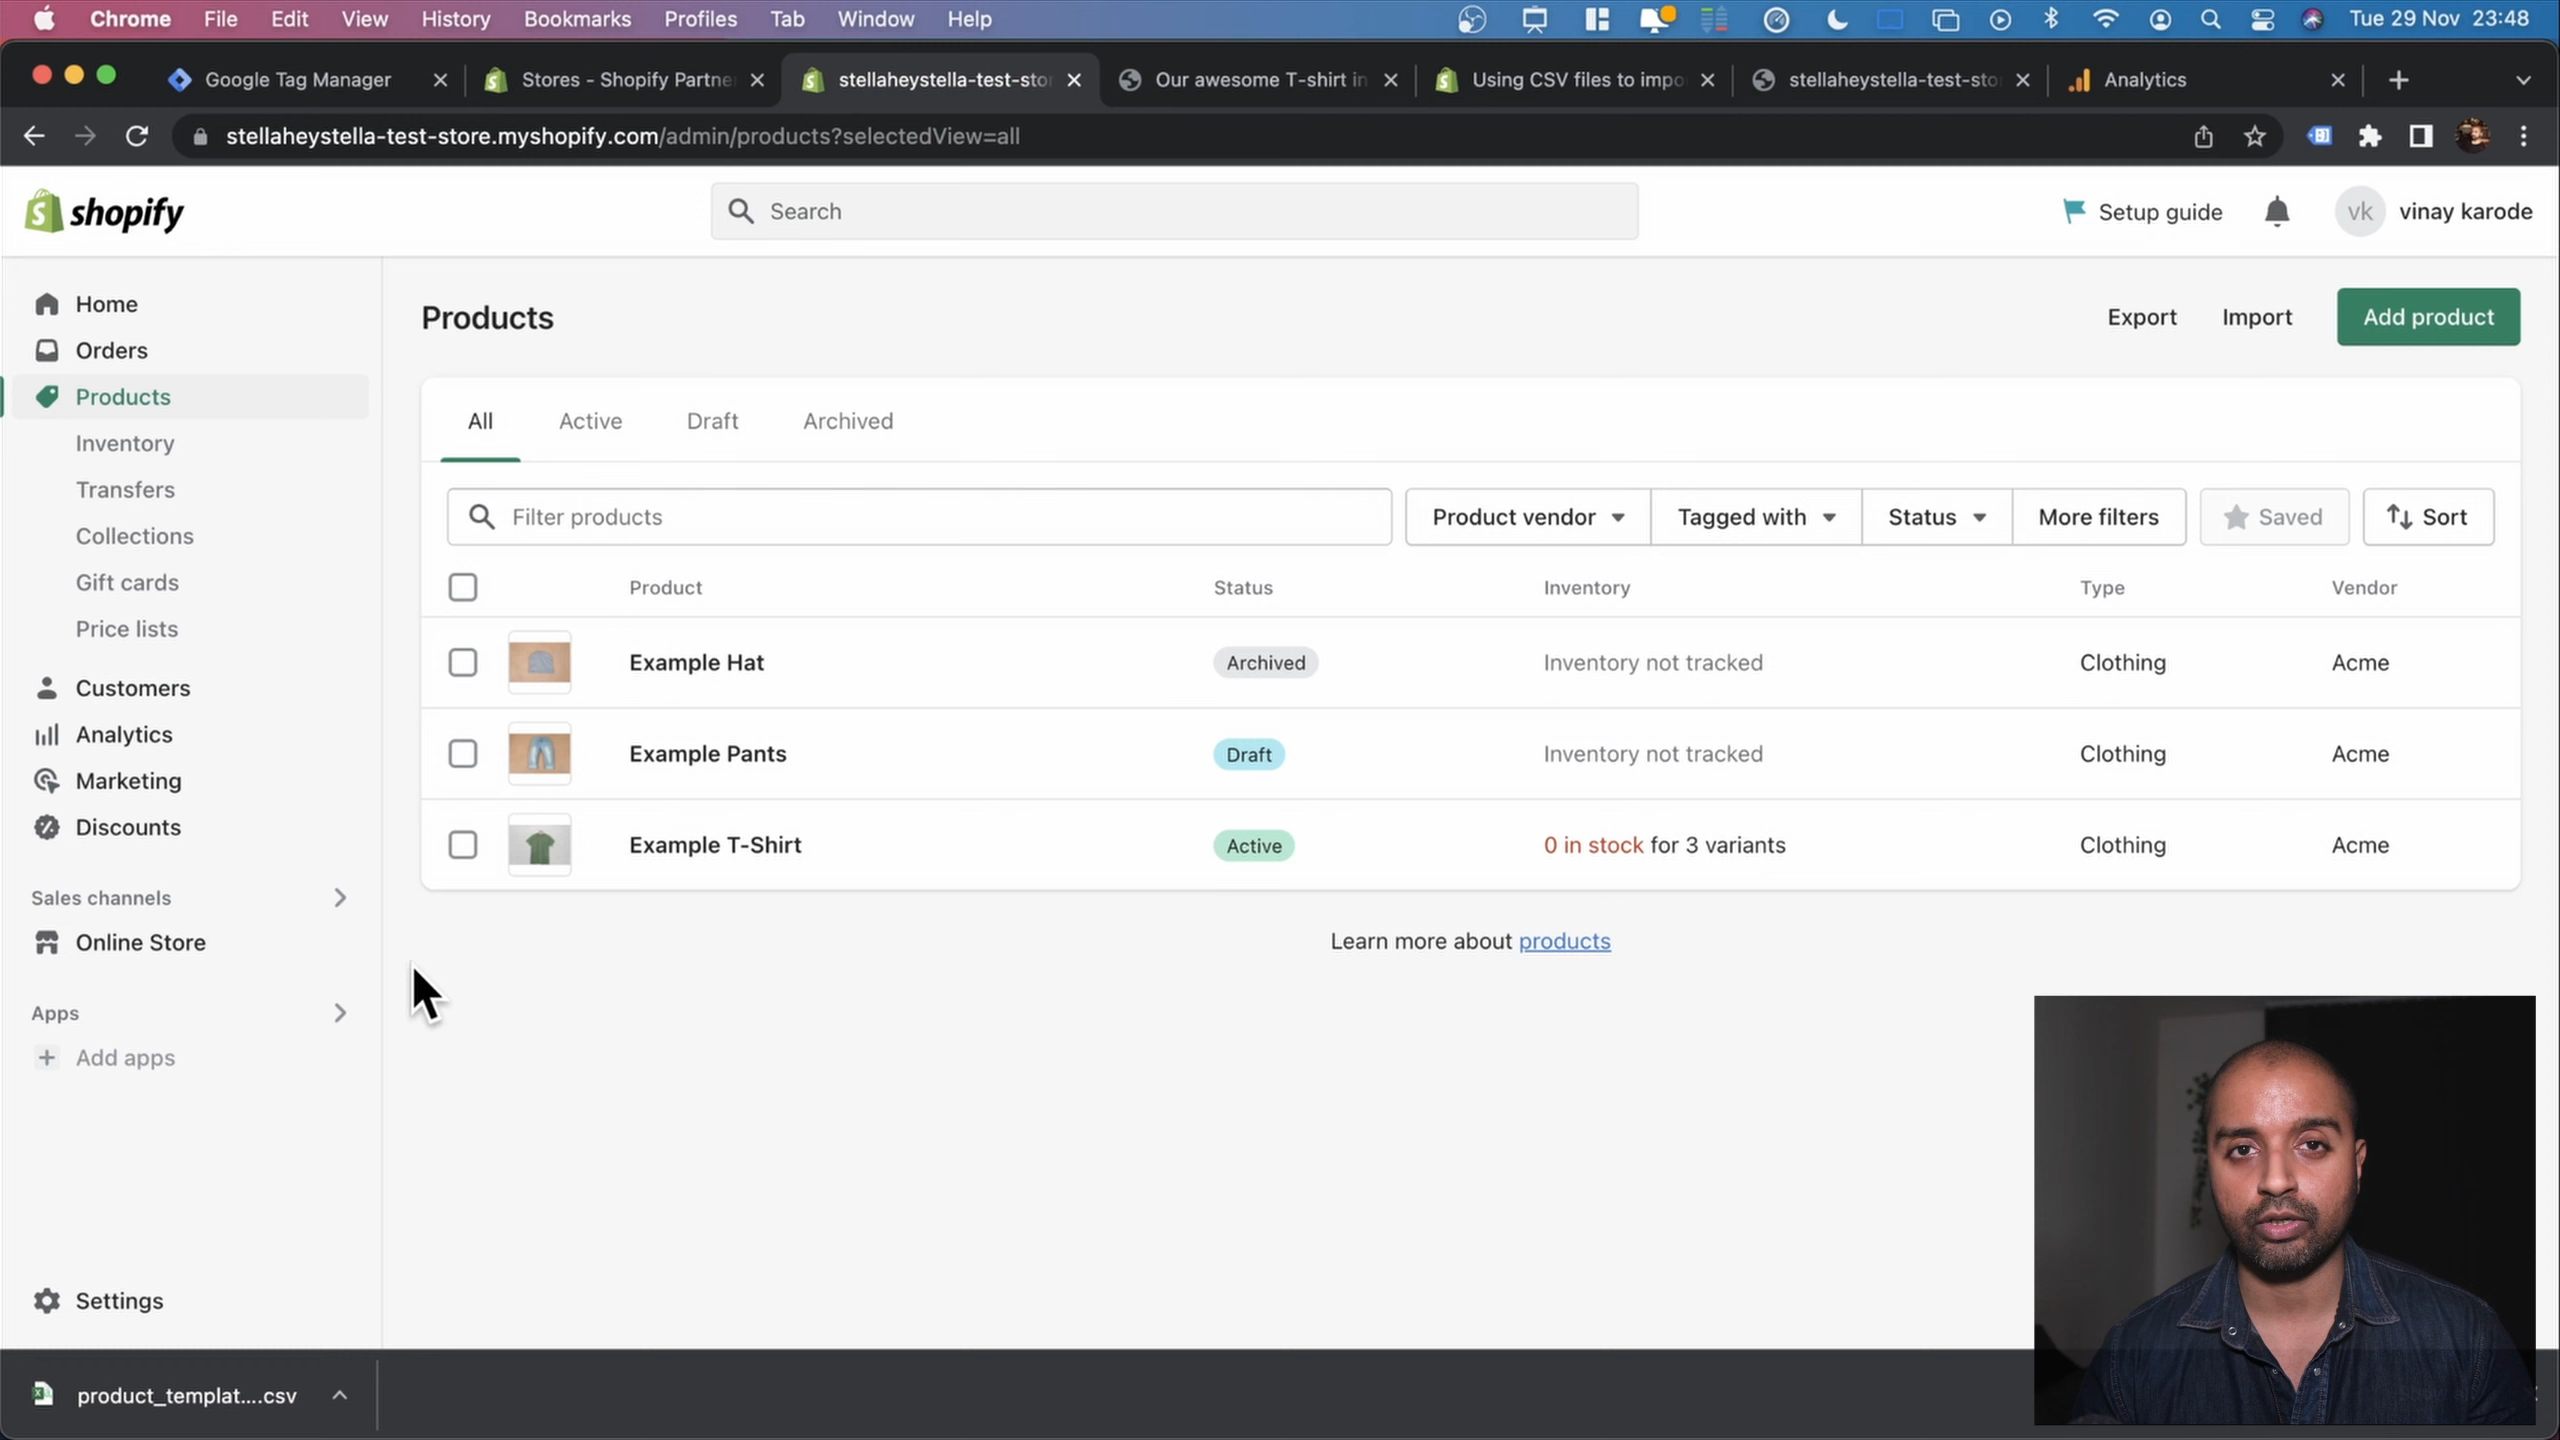 Chrome File Edit View History Bookmarks Profiles Tab Window Help Tue 29 Nov 23:48
Google Tag Manager Stores - Shopify Partne stellaheystella-test-stor Our awesome T-shirt in Using CSV files to impo stellaheystella-test-sto Analytics
stellaheystella-test-store.myshopify.com/admin/products?selectedView=all
shopify Search Setup guide vk vinay karode
Home
Orders
Products
Inventory
Transfers
Collections
Gift cards
Price lists
Customers
Analytics
Marketing
Discounts
Sales channels
Online Store
Apps
Add apps
Settings
Products Export Import Add product
All Active Draft Archived
Filter products Product vendor Tagged with Status More filters Saved Sort
Product Status Inventory Type Vendor
Example Hat Archived Inventory not tracked Clothing Acme
Example Pants Draft Inventory not tracked Clothing Acme
Example T-Shirt Active 0 in stock for 3 variants Clothing Acme
Learn more about products
product_templat....csv